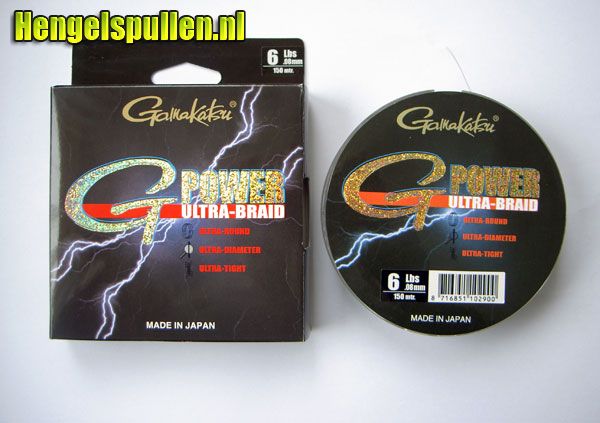 Hengelspullen.nl
6 Lbs
.08mm
150 mtr.
Gamakatsu®
G POWER
ULTRA-BRAID
ULTRA-ROUND
ULTRA-DIAMETER
ULTRA-TIGHT
MADE IN JAPAN
Gamakatsu®
G POWER
ULTRA-BRAID
ULTRA-ROUND
ULTRA-DIAMETER
ULTRA-TIGHT
6 Lbs
.08mm
150 mtr.
8 716851 102900
MADE IN JAPAN